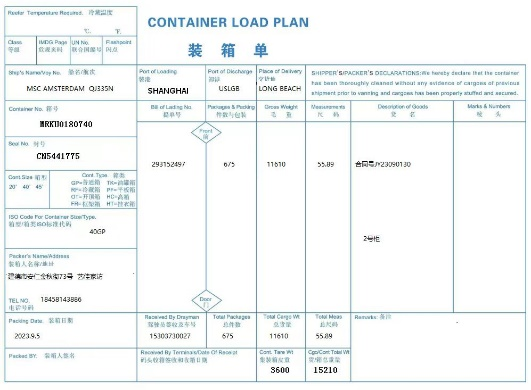 Reefer Temperature Required. 冷藏温度
℃. ℉.
CONTAINER LOAD PLAN
装 箱 单
Class 等级
IMDG Page 危规页码
UN No. 联合国编号
Flashpoint 闪点
Ship's Name/Voy No. 船名/航次
MSC AMSTERDAM QJ335N
Port of Loading 装港
SHANGHAI
Port of Discharge 卸港
USLGB
Place of Delivery 交货地
LONG BEACH
SHIPPER'S/PACKER'S DECLARATIONS:We hereby declare that the container
has been thoroughly cleaned without any evidence of cargoes of previous
shipment prior to vanning and cargoes has been properly stuffed and secured.
Container No. 箱号
MRKU0180740
Bill of Lading No. 提单号
Packages & Packing 件数与包装
Gross Weight 毛 重
Measurements 尺 码
Description of Goods 货 名
Marks & Numbers 唛 头
Front 前
Seal No. 封号
CN5441775
293152497
675
11610
55.89
合同号JY23090130
Cont.Size 箱型
20' 40' 45'
Cont.Type 箱类
GP=普通箱 TK=油罐箱
RF=冷藏箱 PF=平板箱
OT=开顶箱 HC=高箱
FR=框架箱 HT=挂衣箱
ISO Code For Container Size/Type.
箱型/箱类ISO标准代码
40GP
2号柜
Packer's Name/Address
装箱人名称/地址
建德市安仁金秋街73号 艺佳家纺
TEL NO. 18458143886
电话号码
Door 门
Packing Date. 装箱日期
2023.9.5
Received By Drayman
驾驶员签收及车号
15303730027
Total Packages
总件数
675
Total Cargo Wt
总货重
11610
Total Meas
总尺码
55.89
Remarks: 备注
Packed BY: 装箱人签名
Received By Terminals/Date Of Receipt
码头收箱签收和收箱日期
Cont. Tare Wt
集装箱皮重
3600
Cgo/Cont Total Wt
货/箱总重量
15210